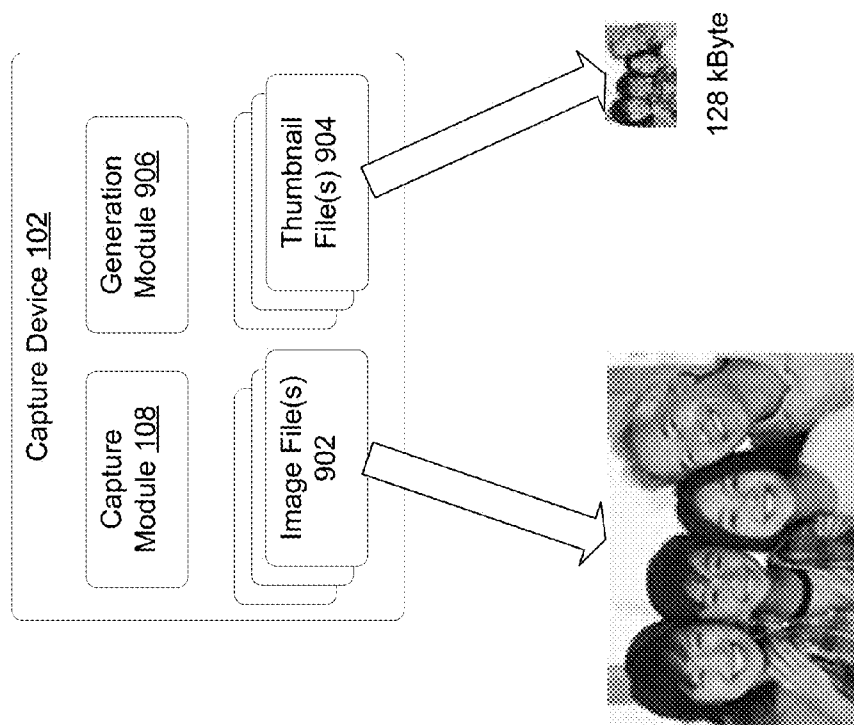 Capture Device 102
Capture
Module 108
Generation
Module 906
Image File(s)
902
Thumbnail
File(s) 904
128 kByte